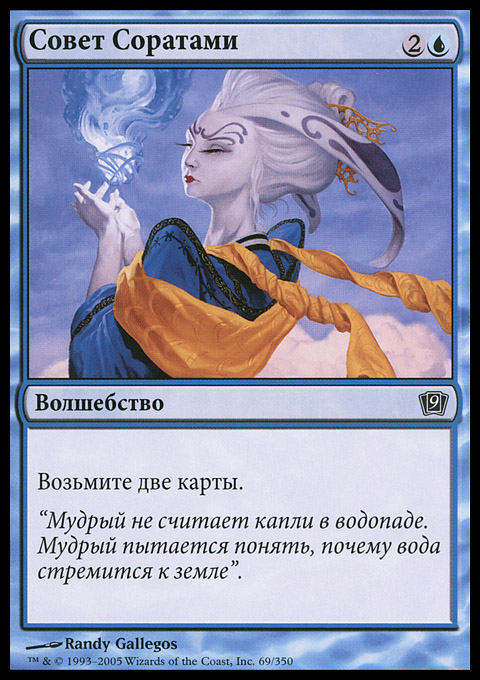 Совет Соратами
2
Волшебство
9
Возьмите две карты.
“Мудрый не считает капли в водопаде.
Мудрый пытается понять, почему вода
стремится к земле”.
Randy Gallegos
™ & © 1993–2005 Wizards of the Coast, Inc. 69/350